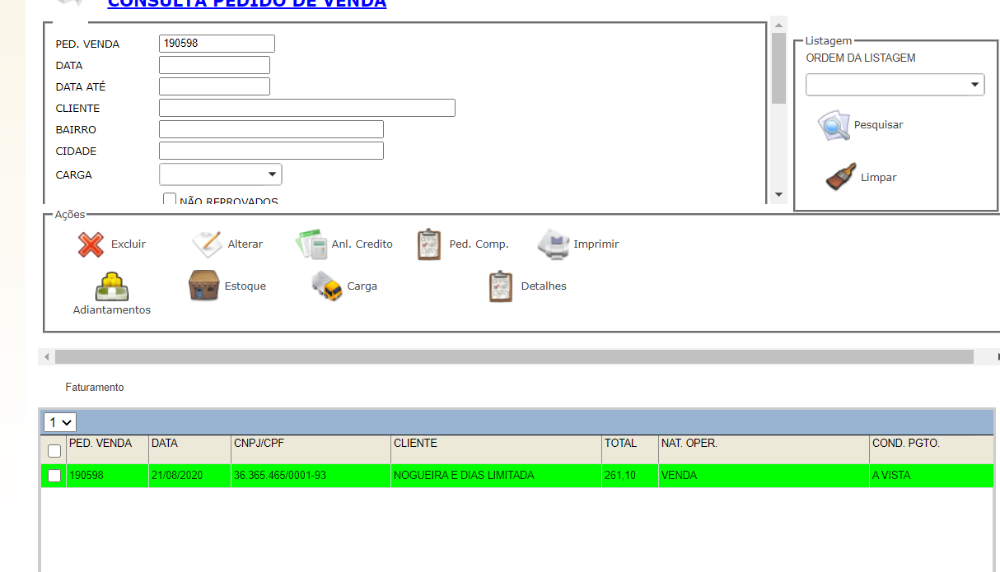 CONSULTA PEDIDO DE VENDA
PED. VENDA 190598
DATA
DATA ATÉ
CLIENTE
BAIRRO
CIDADE
CARGA
NÃO REPROVADOS
Listagem
ORDEM DA LISTAGEM
Pesquisar
Limpar
Ações
Excluir Alterar Anl. Credito Ped. Comp. Imprimir
Adiantamentos Estoque Carga Detalhes
Faturamento
1
PED. VENDA DATA CNPJ/CPF CLIENTE TOTAL NAT. OPER. COND. PGTO.
190598 21/08/2020 36.365.465/0001-93 NOGUEIRA E DIAS LIMITADA 261,10 VENDA A VISTA